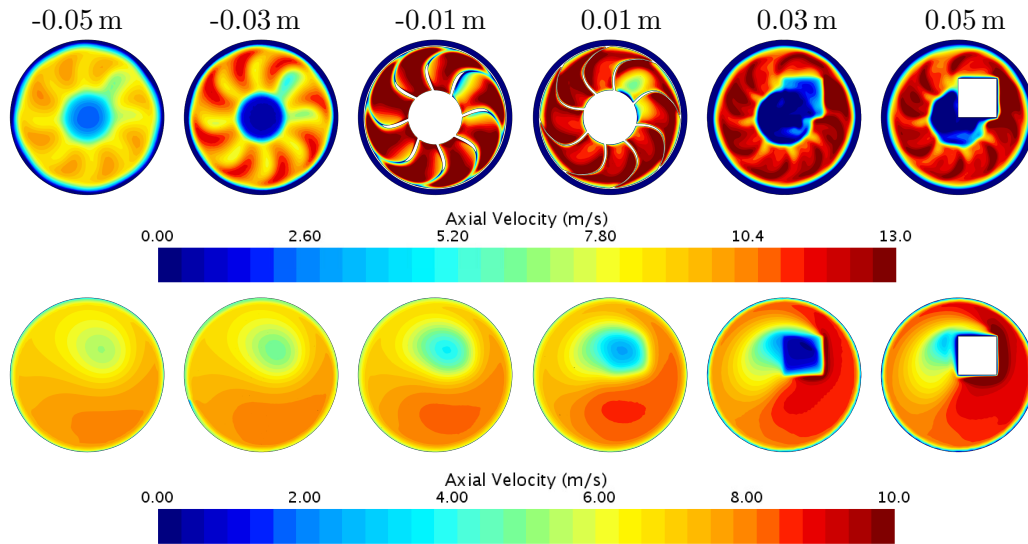 -0.05 m -0.03 m -0.01 m 0.01 m 0.03 m 0.05 m
Axial Velocity (m/s)
0.00 2.60 5.20 7.80 10.4 13.0
Axial Velocity (m/s)
0.00 2.00 4.00 6.00 8.00 10.0